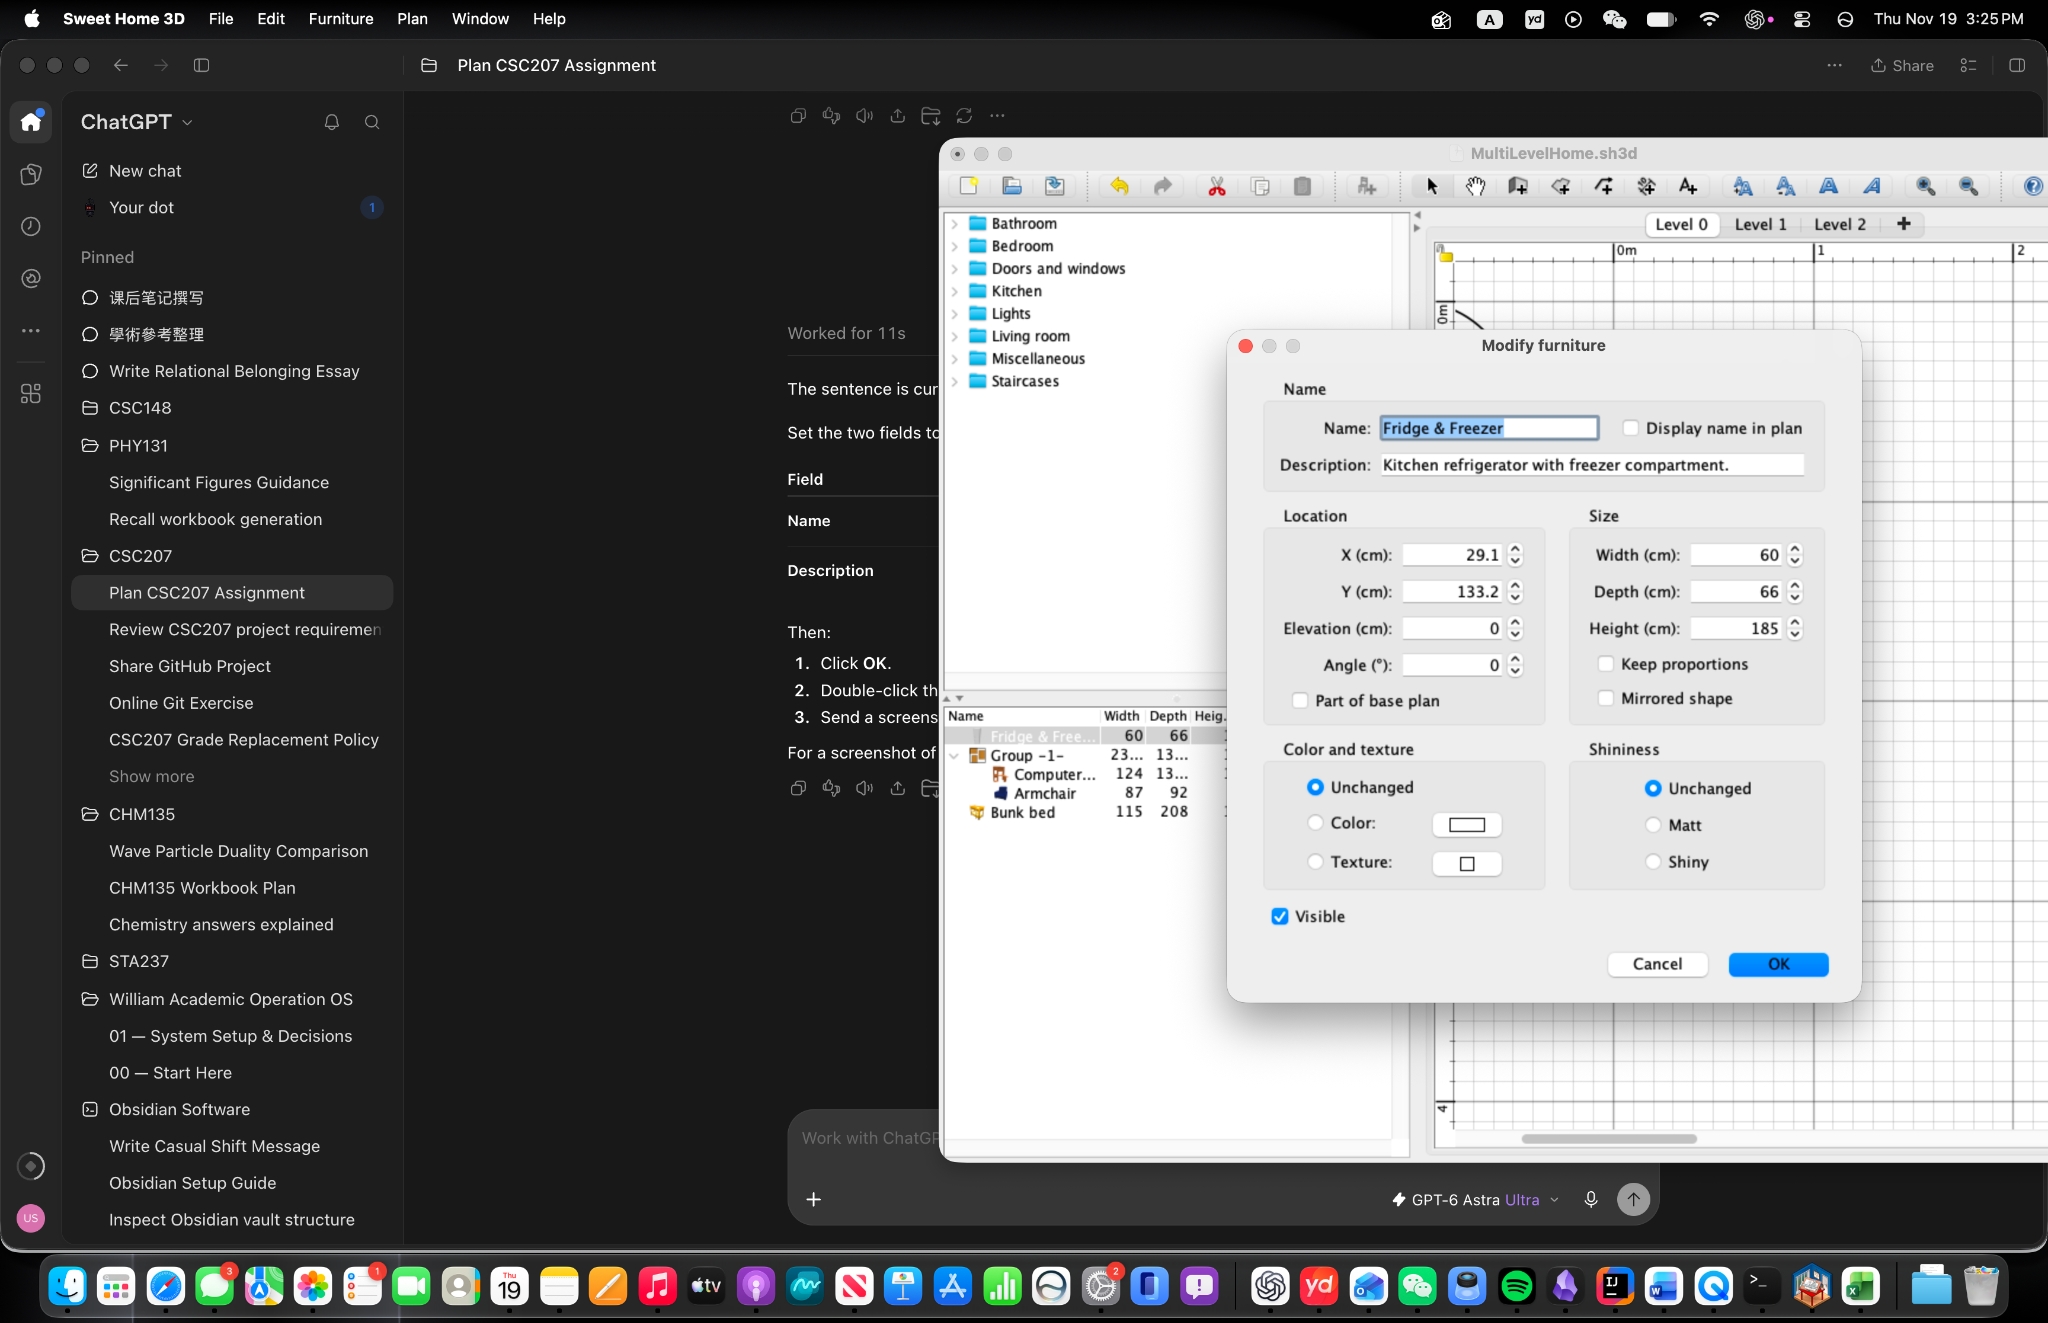 Sweet Home 3D File Edit Furniture Plan Window Help
A yd Thu Nov 19 3:25 PM
Plan CSC207 Assignment
Share
ChatGPT
New chat
Your dot 1
Pinned
课后笔记撰写
學術參考整理
Write Relational Belonging Essay
CSC148
PHY131
Significant Figures Guidance
Recall workbook generation
CSC207
Plan CSC207 Assignment
Review CSC207 project requiremen
Share GitHub Project
Online Git Exercise
CSC207 Grade Replacement Policy
Show more
CHM135
Wave Particle Duality Comparison
CHM135 Workbook Plan
Chemistry answers explained
STA237
William Academic Operation OS
01 — System Setup & Decisions
00 — Start Here
Obsidian Software
Write Casual Shift Message
Obsidian Setup Guide
Inspect Obsidian vault structure
US
Worked for 11s
The sentence is cur
Set the two fields to
Field
Name
Description
Then:
1. Click OK.
2. Double-click th
3. Send a screens
For a screenshot of
Work with ChatGP
GPT-6 Astra Ultra
MultiLevelHome.sh3d
Bathroom
Bedroom
Doors and windows
Kitchen
Lights
Living room
Miscellaneous
Staircases
Name Width Depth Heig.
Fridge & Free... 60 66
Group -1- 23... 13...
Computer... 124 13...
Armchair 87 92
Bunk bed 115 208
Level 0 Level 1 Level 2
0m 1 2
0m
4
Modify furniture
Name
Name: Fridge & Freezer Display name in plan
Description: Kitchen refrigerator with freezer compartment.
Location
X (cm): 29.1
Y (cm): 133.2
Elevation (cm): 0
Angle (°): 0
Part of base plan
Size
Width (cm): 60
Depth (cm): 66
Height (cm): 185
Keep proportions
Mirrored shape
Color and texture
Unchanged
Color:
Texture:
Shininess
Unchanged
Matt
Shiny
Visible
Cancel OK
3
1
Thu
19
tv
2
yd
IJ